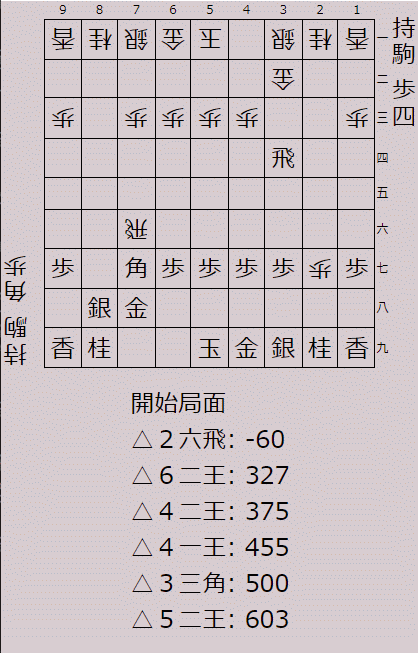 9 8 7 6 5 4 3 2 1
香 桂 銀 金 王 銀 桂 香 一
金 二
歩 歩 歩 歩 歩 歩 三
飛 四
五
飛 六
歩 角 歩 歩 歩 歩 歩 歩 七
銀 金 八
香 桂 玉 金 銀 桂 香 九
持駒 歩四
持駒 角歩
開始局面
△2六飛: -60
△6二王: 327
△4二王: 375
△4一王: 455
△3三角: 500
△5二王: 603